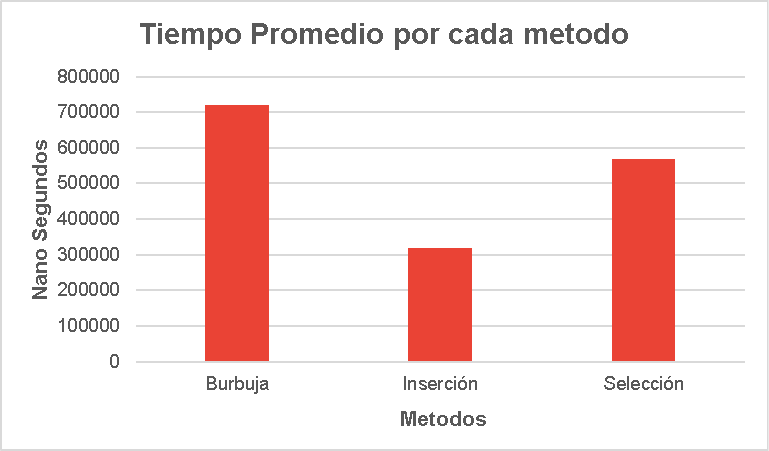 Tiempo Promedio por cada metodo
800000
700000
600000
500000
400000
300000
200000
100000
0
Nano Segundos
Burbuja Inserción Selección
Metodos